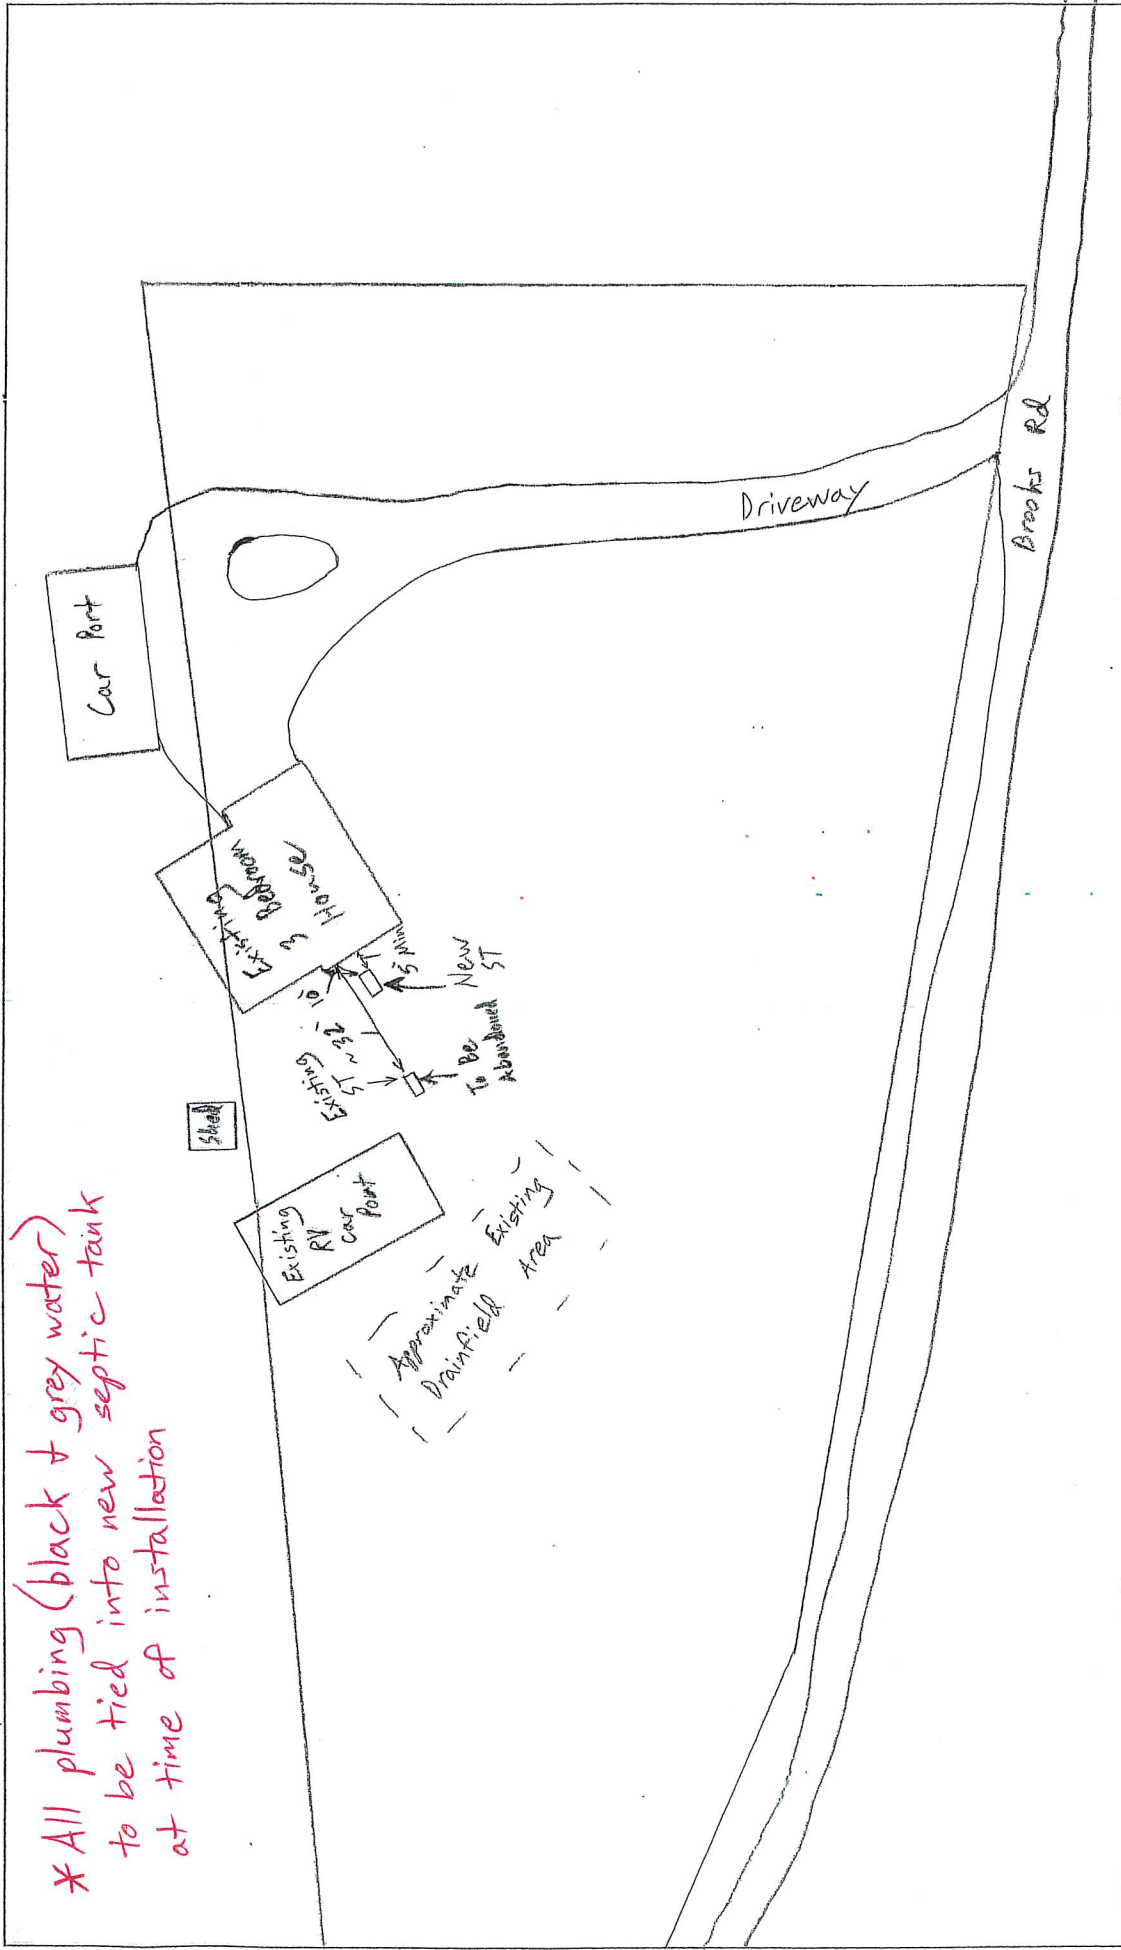 * All plumbing (black & grey water)
to be tied into new septic tank
at time of installation
Shed
Car Port
Existing
RV
Car
Port
Existing
3 Bedroom
House
Existing
ST ~32'
10'
5' Min
New
ST
To Be
Abandoned
Approximate Existing
Drainfield Area
Driveway
Brooks Rd